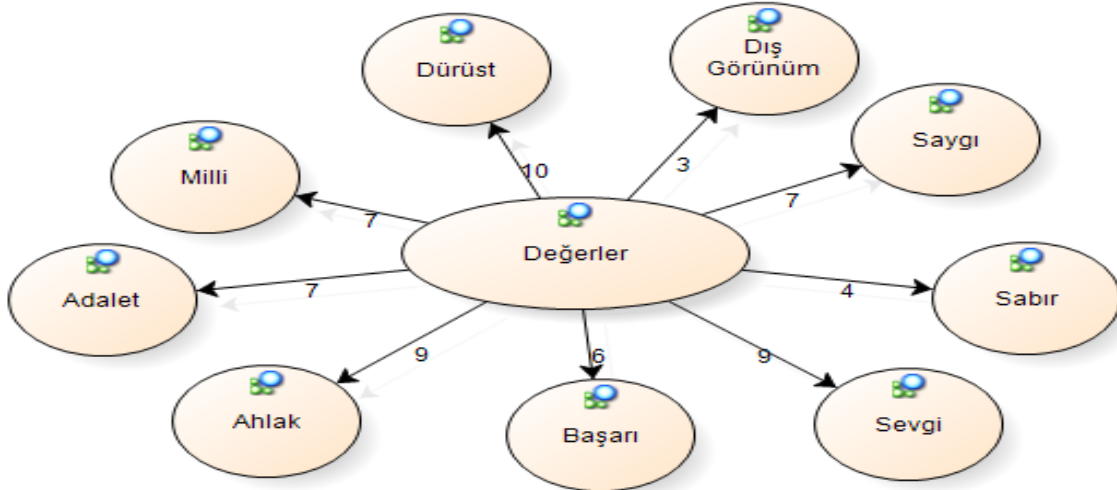 Dürüst
Dış
Görünüm
Saygı
Milli
10
3
7
7
Değerler
Adalet
7
4
Sabır
9
6
9
Ahlak
Başarı
Sevgi